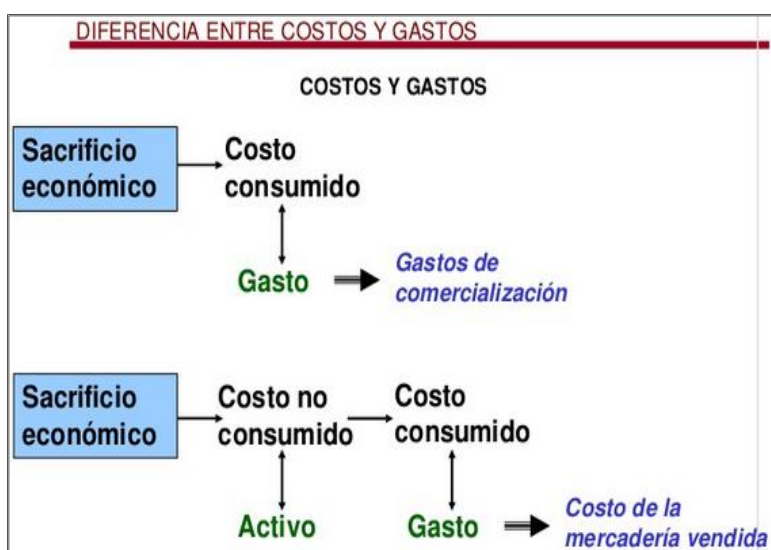 DIFERENCIA ENTRE COSTOS Y GASTOS
COSTOS Y GASTOS
Sacrificio
económico
Costo
consumido
Gasto
Gastos de
comercialización
Sacrificio
económico
Costo no
consumido
Costo
consumido
Activo
Gasto
Costo de la
mercadería vendida